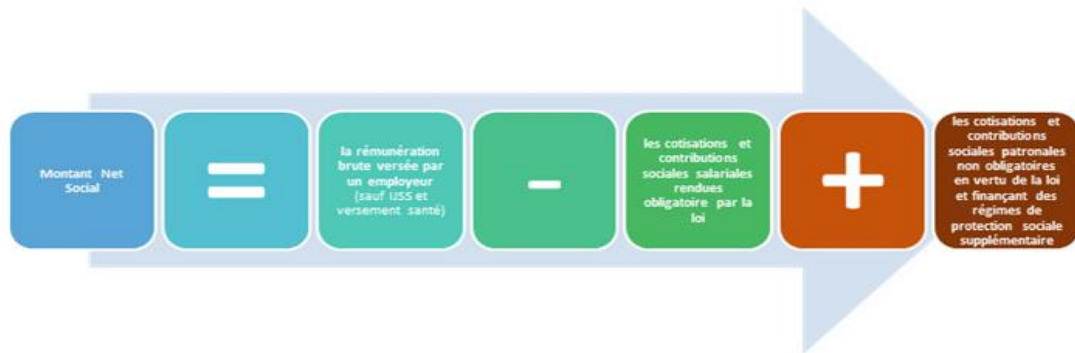 Montant Net
Social
=
la rémunération
brute versée par
un employeur
(sauf IJSS et
versement santé)
-
les cotisations et
contributions
sociales salariales
rendues
obligatoire par la
loi
+
les cotisations et
contributions
sociales patronales
non obligatoires
en vertu de la loi
et finançant des
régimes de
protection sociale
supplémentaire